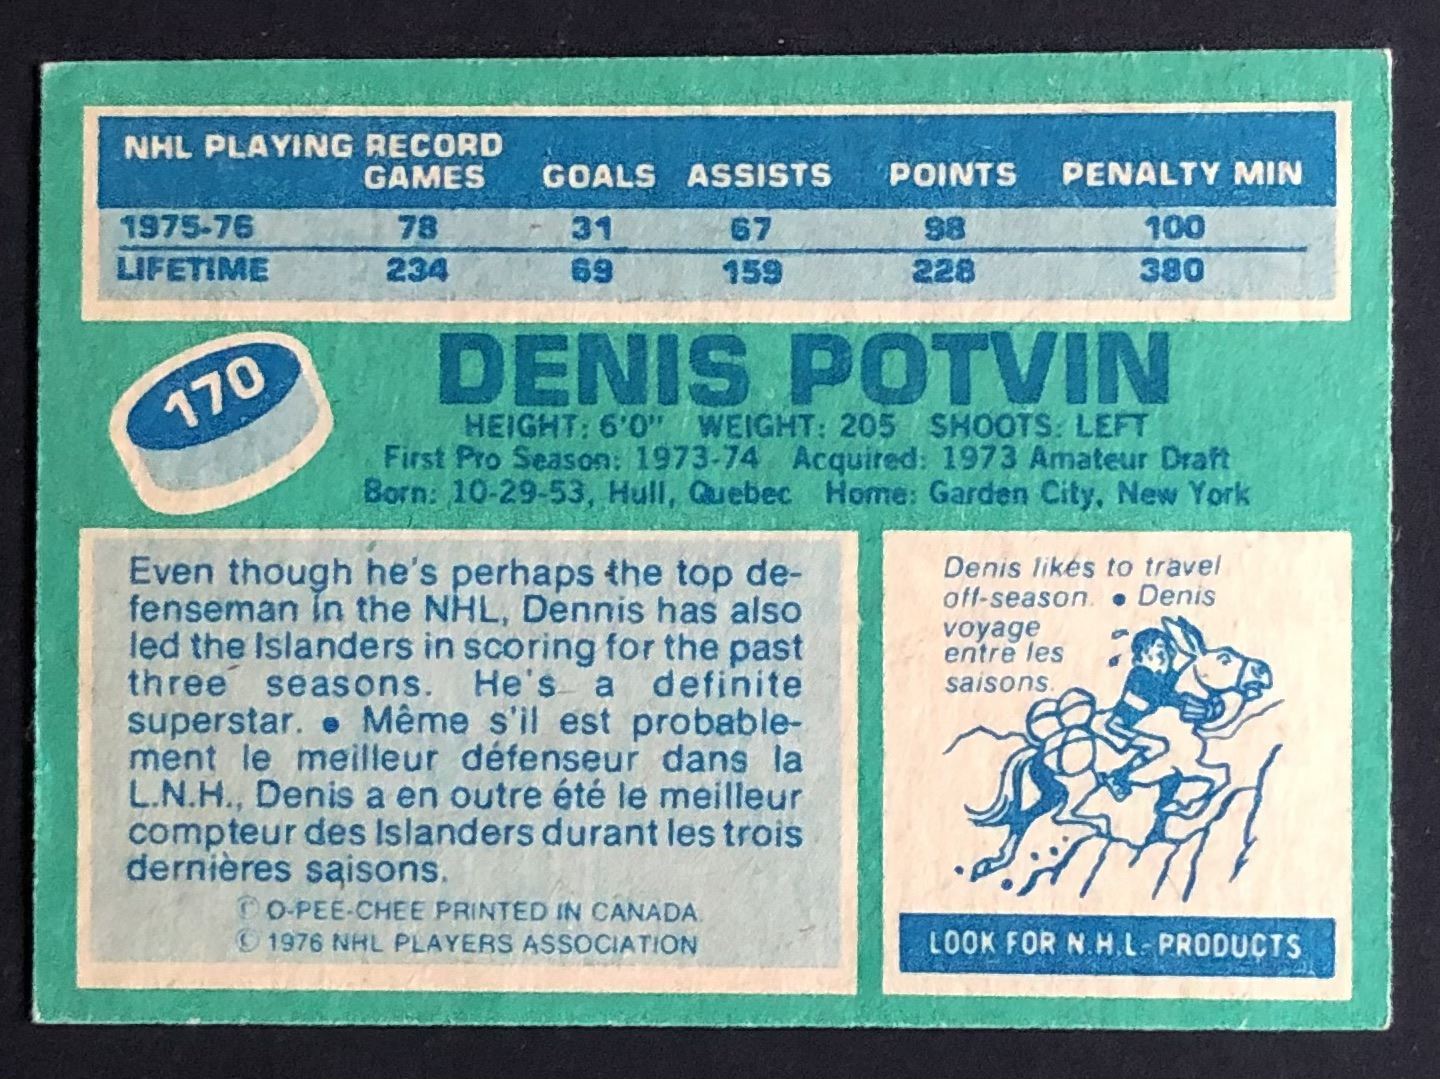 NHL PLAYING RECORD
GAMES GOALS ASSISTS POINTS PENALTY MIN
1975-76 78 31 67 98 100
LIFETIME 234 69 159 228 380
170
DENIS POTVIN
HEIGHT: 6'0" WEIGHT: 205 SHOOTS: LEFT
First Pro Season: 1973-74 Acquired: 1973 Amateur Draft
Born: 10-29-53, Hull, Quebec Home: Garden City, New York
Even though he's perhaps the top de-
fenseman in the NHL, Dennis has also
led the Islanders in scoring for the past
three seasons. He's a definite
superstar. • Même s'il est probable-
ment le meilleur défenseur dans la
L.N.H., Denis a en outre été le meilleur
compteur des Islanders durant les trois
dernières saisons.
© O-PEE-CHEE PRINTED IN CANADA
© 1976 NHL PLAYERS ASSOCIATION
Denis likes to travel
off-season. • Denis
voyage
entre les
saisons.
LOOK FOR N.H.L. PRODUCTS